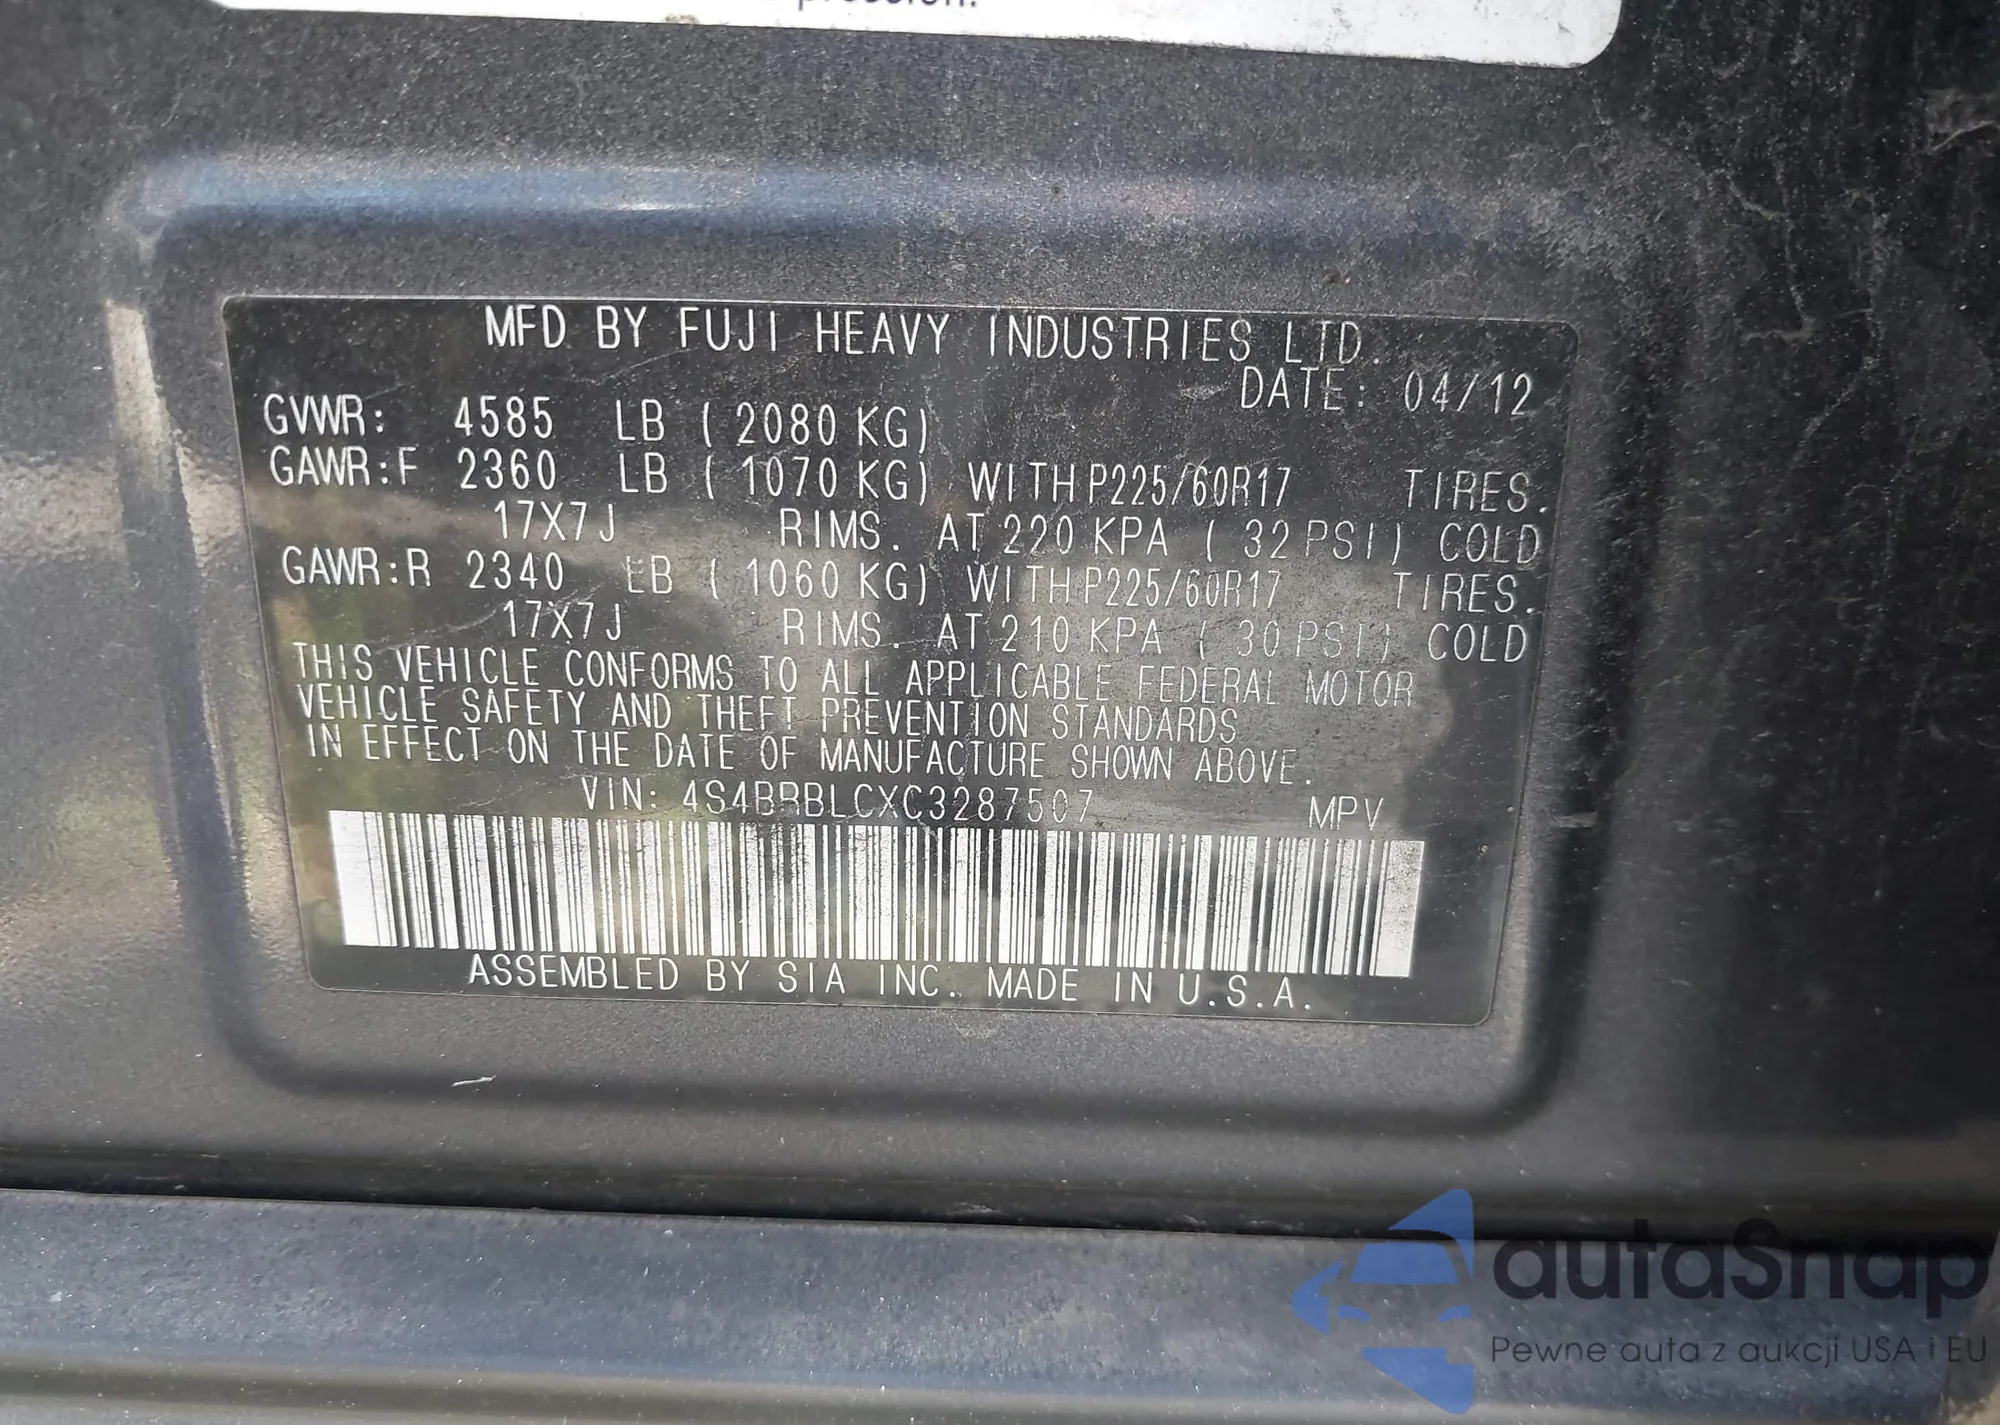 MFD BY FUJI HEAVY INDUSTRIES LTD.
DATE: 04/12
GVWR: 4585 LB ( 2080 KG)
GAWR:F 2360 LB ( 1070 KG) WITH P225/60R17 TIRES.
17X7J RIMS. AT 220 KPA ( 32 PSI) COLD
GAWR:R 2340 LB ( 1060 KG) WITH P225/60R17 TIRES.
17X7J RIMS. AT 210 KPA ( 30 PSI) COLD
THIS VEHICLE CONFORMS TO ALL APPLICABLE FEDERAL MOTOR
VEHICLE SAFETY AND THEFT PREVENTION STANDARDS
IN EFFECT ON THE DATE OF MANUFACTURE SHOWN ABOVE.
VIN: 4S4BRBLCXC3287507 MPV
ASSEMBLED BY SIA INC. MADE IN U.S.A.
autaSnap
Pewne auta z aukcji USA i EU